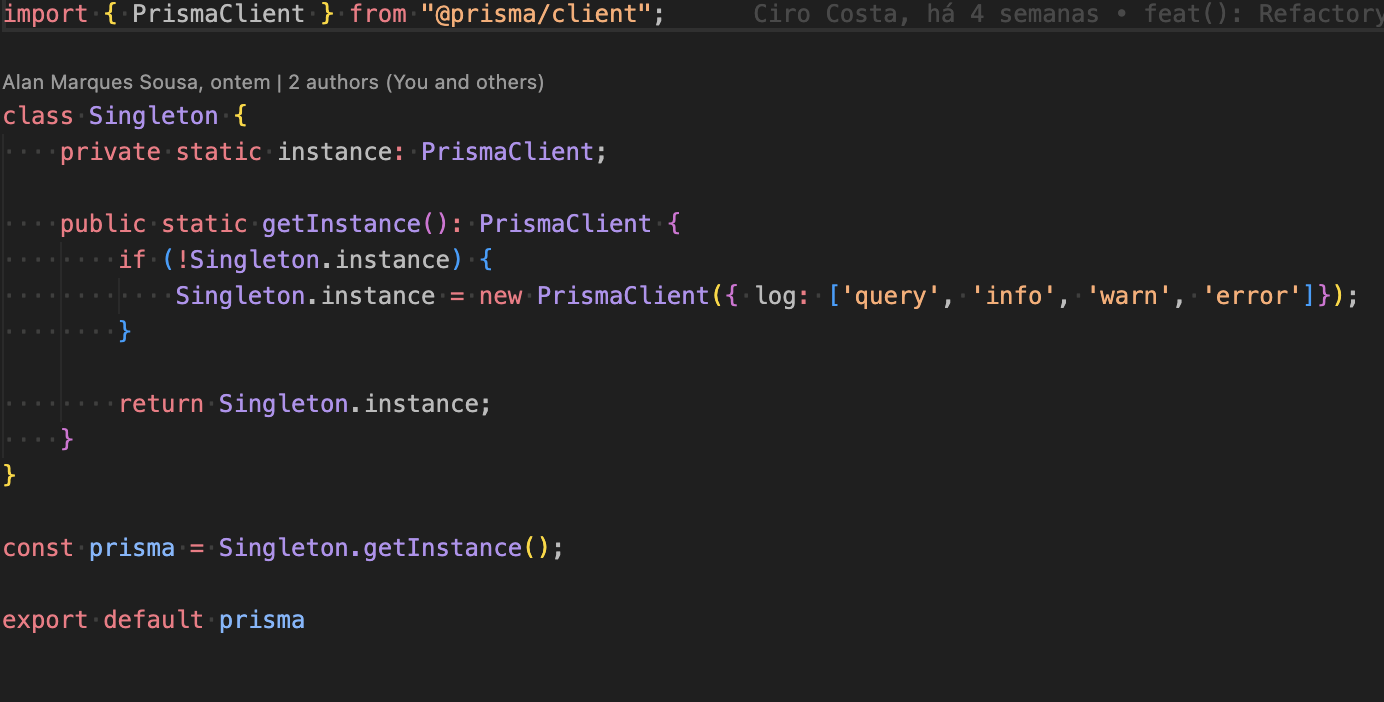 import { PrismaClient } from "@prisma/client";      Ciro Costa, há 4 semanas • feat(): Refactory
Alan Marques Sousa, ontem | 2 authors (You and others)
class Singleton {
    private static instance: PrismaClient;
    public static getInstance(): PrismaClient {
        if (!Singleton.instance) {
            Singleton.instance = new PrismaClient({ log: ['query', 'info', 'warn', 'error']});
        }
        return Singleton.instance;
    }
}
const prisma = Singleton.getInstance();
export default prisma